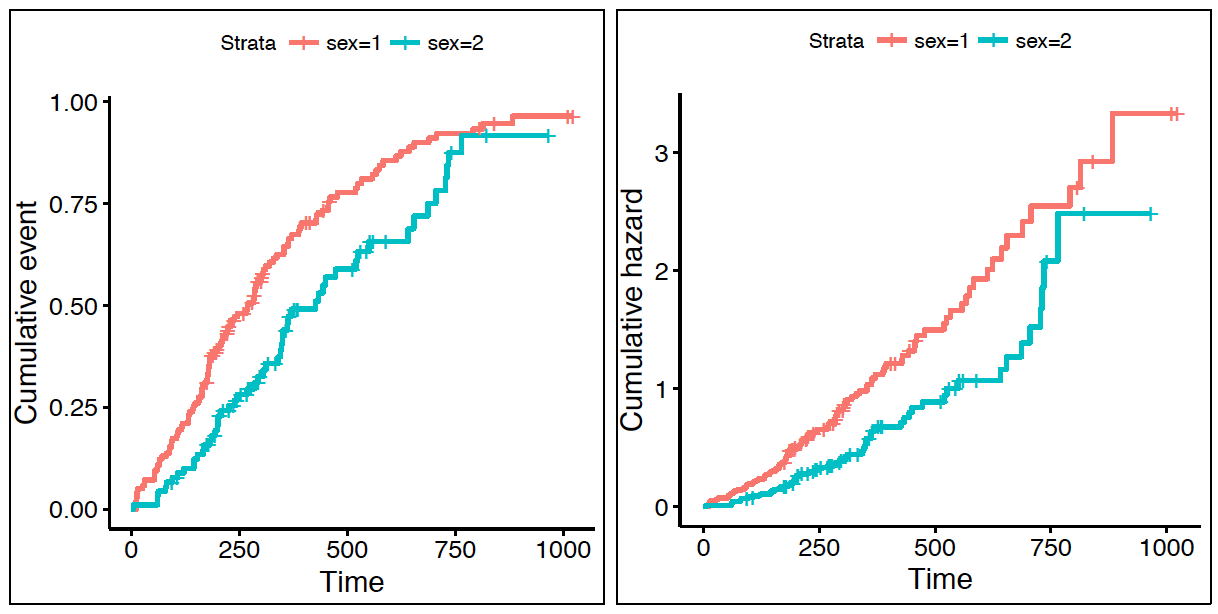 Strata sex=1 sex=2
1.00
0.75
0.50
0.25
0.00
Cumulative event
0 250 500 750 1000
Time
Strata sex=1 sex=2
3
2
1
0
Cumulative hazard
0 250 500 750 1000
Time